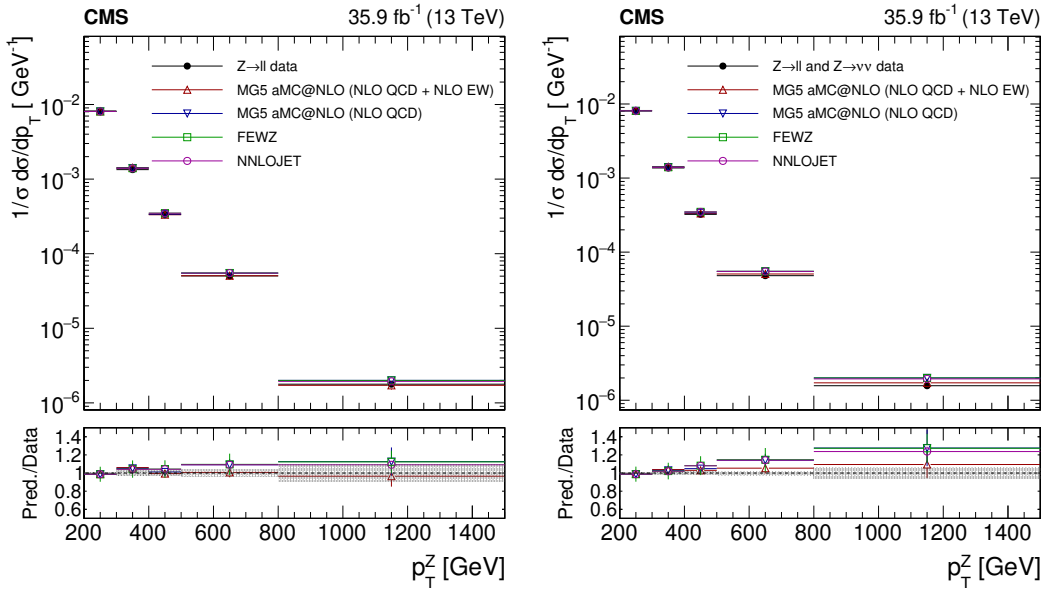 CMS 35.9 fb⁻¹ (13 TeV)
1/σ dσ/dp_T [ GeV⁻¹]
Z→ll data
MG5 aMC@NLO (NLO QCD + NLO EW)
MG5 aMC@NLO (NLO QCD)
FEWZ
NNLOJET
10⁻²
10⁻³
10⁻⁴
10⁻⁵
10⁻⁶
Pred./Data
1.4
1.2
1
0.8
0.6
200 400 600 800 1000 1200 1400
p_T^Z [GeV]
CMS 35.9 fb⁻¹ (13 TeV)
1/σ dσ/dp_T [ GeV⁻¹]
Z→ll and Z→νν data
MG5 aMC@NLO (NLO QCD + NLO EW)
MG5 aMC@NLO (NLO QCD)
FEWZ
NNLOJET
10⁻²
10⁻³
10⁻⁴
10⁻⁵
10⁻⁶
Pred./Data
1.4
1.2
1
0.8
0.6
200 400 600 800 1000 1200 1400
p_T^Z [GeV]